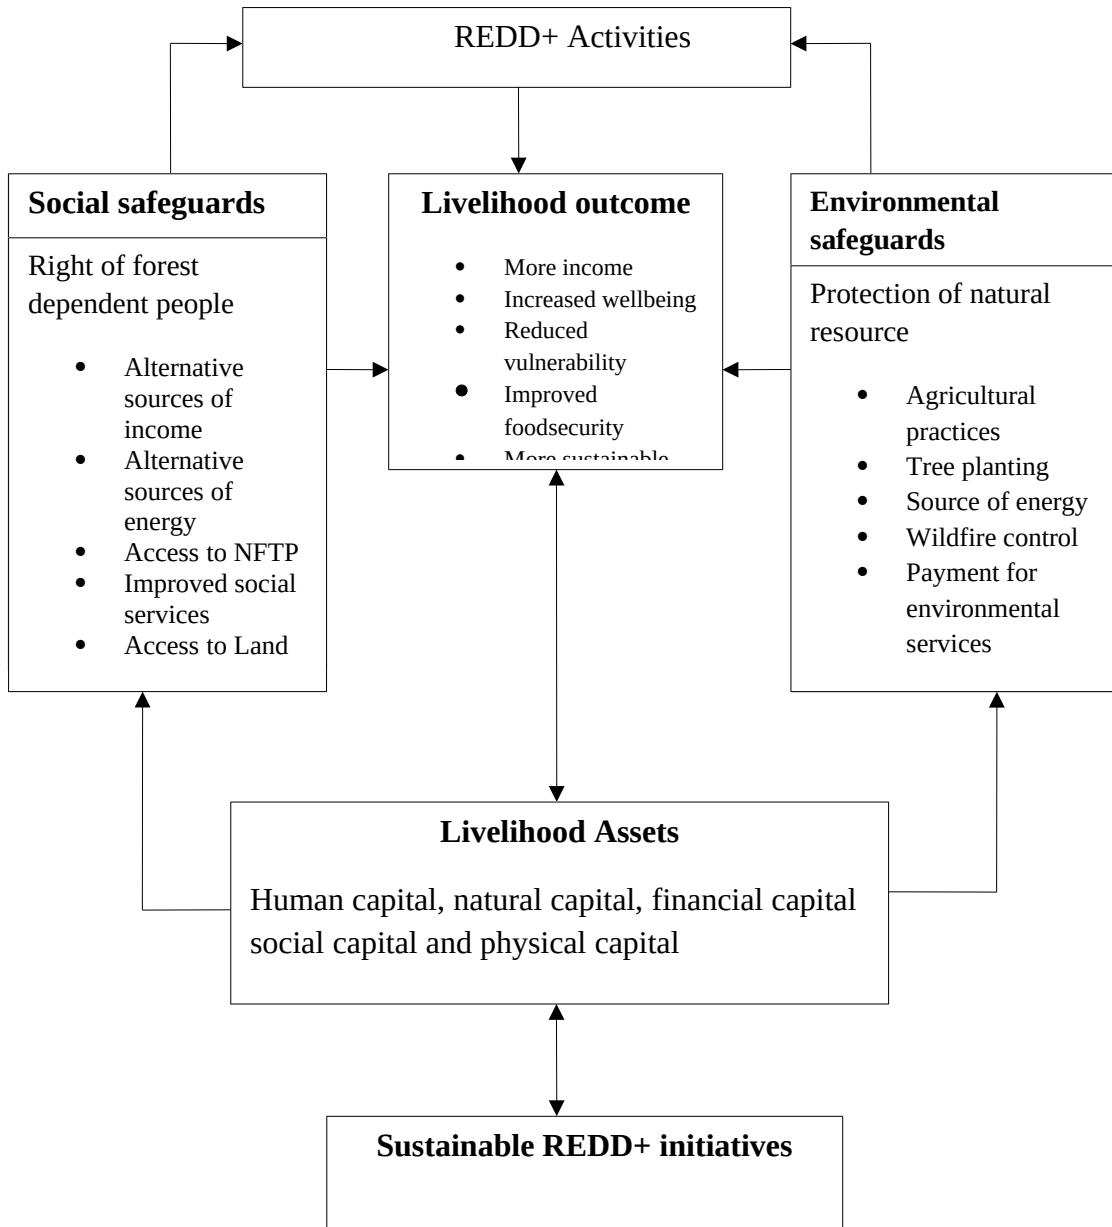 REDD+ Activities
Social safeguards
Right of forest
dependent people
• Alternative
sources of
income
• Alternative
sources of
energy
• Access to NFTP
• Improved social
services
• Access to Land
Livelihood outcome
• More income
• Increased wellbeing
• Reduced
vulnerability
• Improved
foodsecurity
• More sustainable
Environmental
safeguards
Protection of natural
resource
• Agricultural
practices
• Tree planting
• Source of energy
• Wildfire control
• Payment for
environmental
services
Livelihood Assets
Human capital, natural capital, financial capital
social capital and physical capital
Sustainable REDD+ initiatives